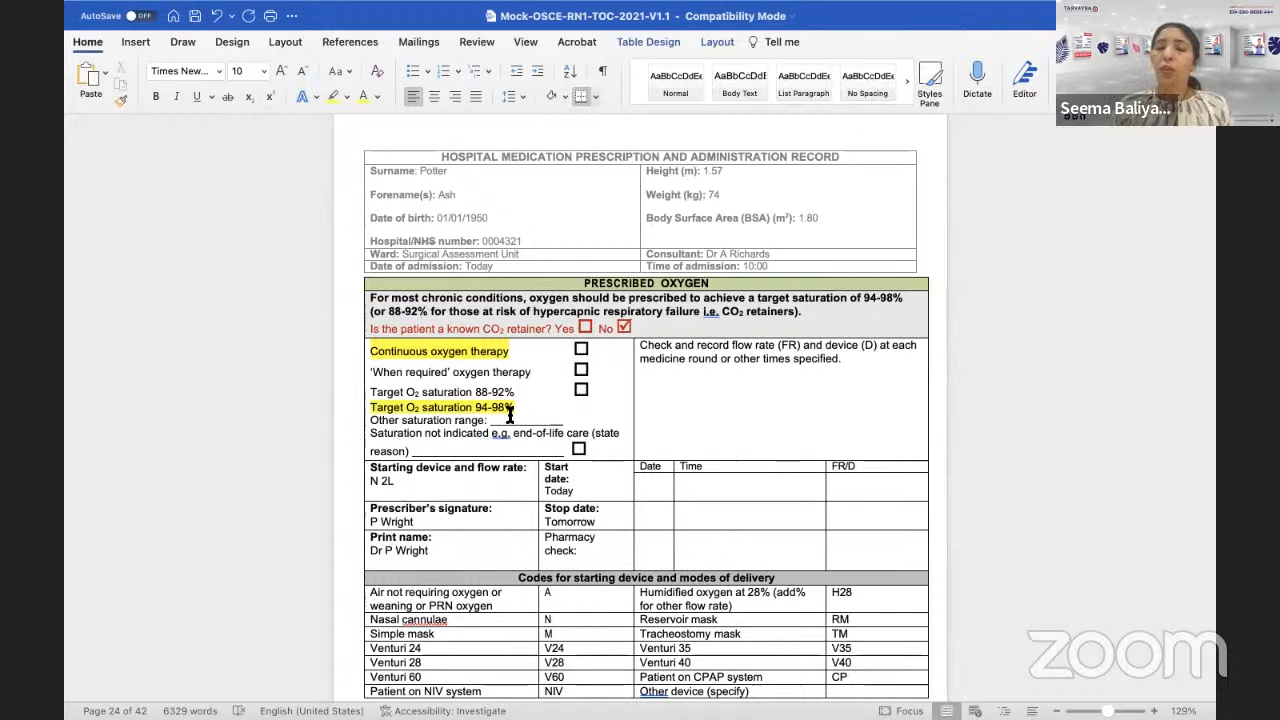 AutoSave OFF
Mock-OSCE-RN1-TOC-2021-V1.1 - Compatibility Mode
Home Insert Draw Design Layout References Mailings Review View Acrobat Table Design Layout Tell me
Paste
Times New... 10
AaBbCcDdEe AaBbCcDdE AaBbCcDdEe AaBbCcDdEe
Normal Body Text List Paragraph No Spacing
Styles Pane
Dictate
Editor
TASVAYRA
Seema Baliya...
HOSPITAL MEDICATION PRESCRIPTION AND ADMINISTRATION RECORD
Surname: Potter Height (m): 1.57
Forename(s): Ash Weight (kg): 74
Date of birth: 01/01/1950 Body Surface Area (BSA) (m²): 1.80
Hospital/NHS number: 0004321
Ward: Surgical Assessment Unit Consultant: Dr A Richards
Date of admission: Today Time of admission: 10:00
PRESCRIBED OXYGEN
For most chronic conditions, oxygen should be prescribed to achieve a target saturation of 94-98%
(or 88-92% for those at risk of hypercapnic respiratory failure i.e. CO₂ retainers).
Is the patient a known CO₂ retainer? Yes ☐ No ☑
Continuous oxygen therapy ☐
'When required' oxygen therapy ☐
Target O₂ saturation 88-92% ☐
Target O₂ saturation 94-98%
Other saturation range: ____________
Saturation not indicated e.g. end-of-life care (state
reason) _________________________ ☐
Check and record flow rate (FR) and device (D) at each
medicine round or other times specified.
Starting device and flow rate:
N 2L
Start
date:
Today
Date Time FR/D
Prescriber's signature:
P Wright
Stop date:
Tomorrow
Print name:
Dr P Wright
Pharmacy
check:
Codes for starting device and modes of delivery
Air not requiring oxygen or
weaning or PRN oxygen
A
Humidified oxygen at 28% (add%
for other flow rate)
H28
Nasal cannulae N Reservoir mask RM
Simple mask M Tracheostomy mask TM
Venturi 24 V24 Venturi 35 V35
Venturi 28 V28 Venturi 40 V40
Venturi 60 V60 Patient on CPAP system CP
Patient on NIV system NIV Other device (specify)
zoom
Page 24 of 42 6329 words English (United States) Accessibility: Investigate Focus 129%